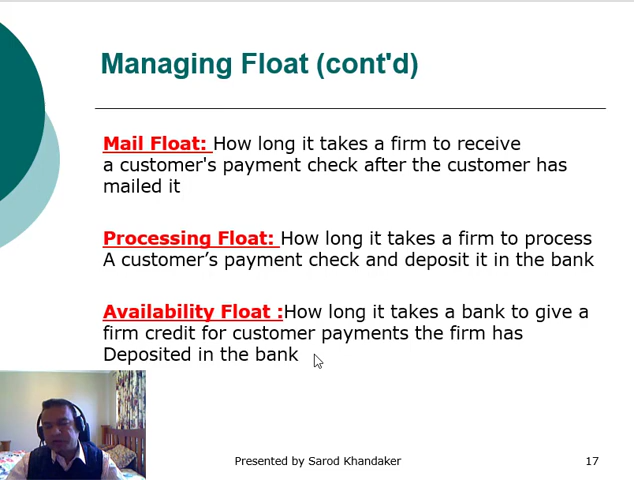 Managing Float (cont'd)
Mail Float: How long it takes a firm to receive
a customer's payment check after the customer has
mailed it
Processing Float: How long it takes a firm to process
A customer’s payment check and deposit it in the bank
Availability Float :How long it takes a bank to give a
firm credit for customer payments the firm has
Deposited in the bank
Presented by Sarod Khandaker
17